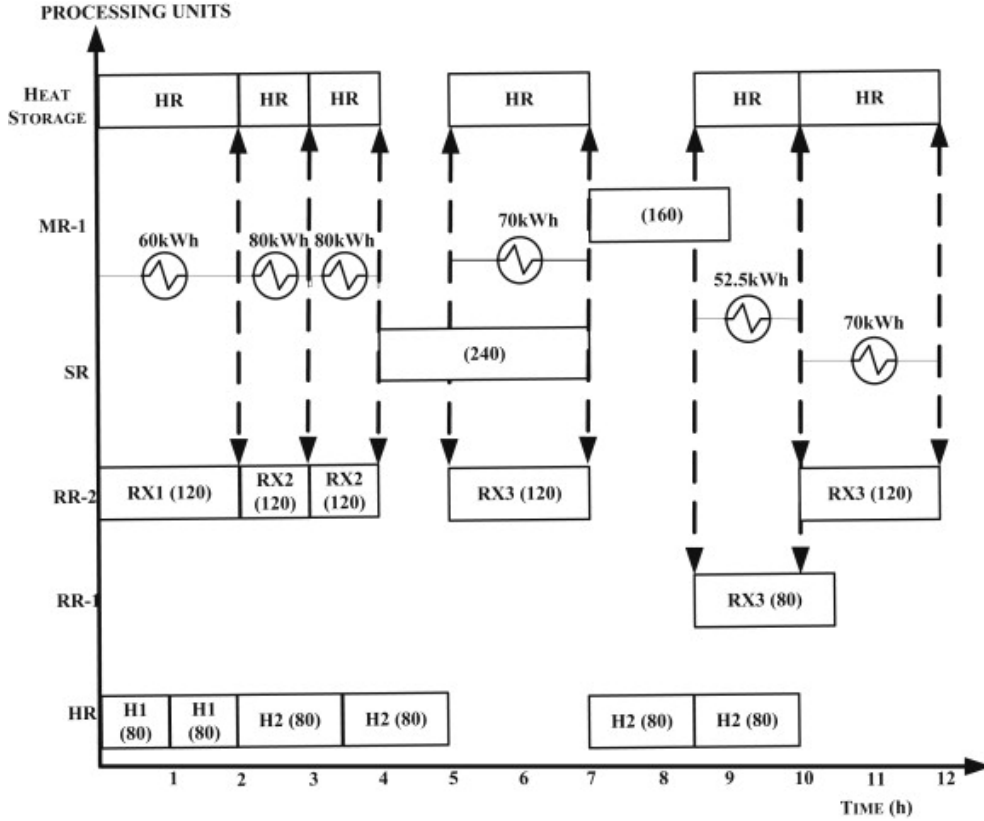 PROCESSING UNITS
HEAT
STORAGE
HR
HR
HR
HR
HR
HR
MR-1
(160)
60kWh
80kWh
80kWh
70kWh
52.5kWh
70kWh
SR
(240)
RR-2
RX1 (120)
RX2
(120)
RX2
(120)
RX3 (120)
RX3 (120)
RR-1
RX3 (80)
HR
H1
(80)
H1
(80)
H2 (80)
H2 (80)
H2 (80)
H2 (80)
1 2 3 4 5 6 7 8 9 10 11 12
TIME (h)